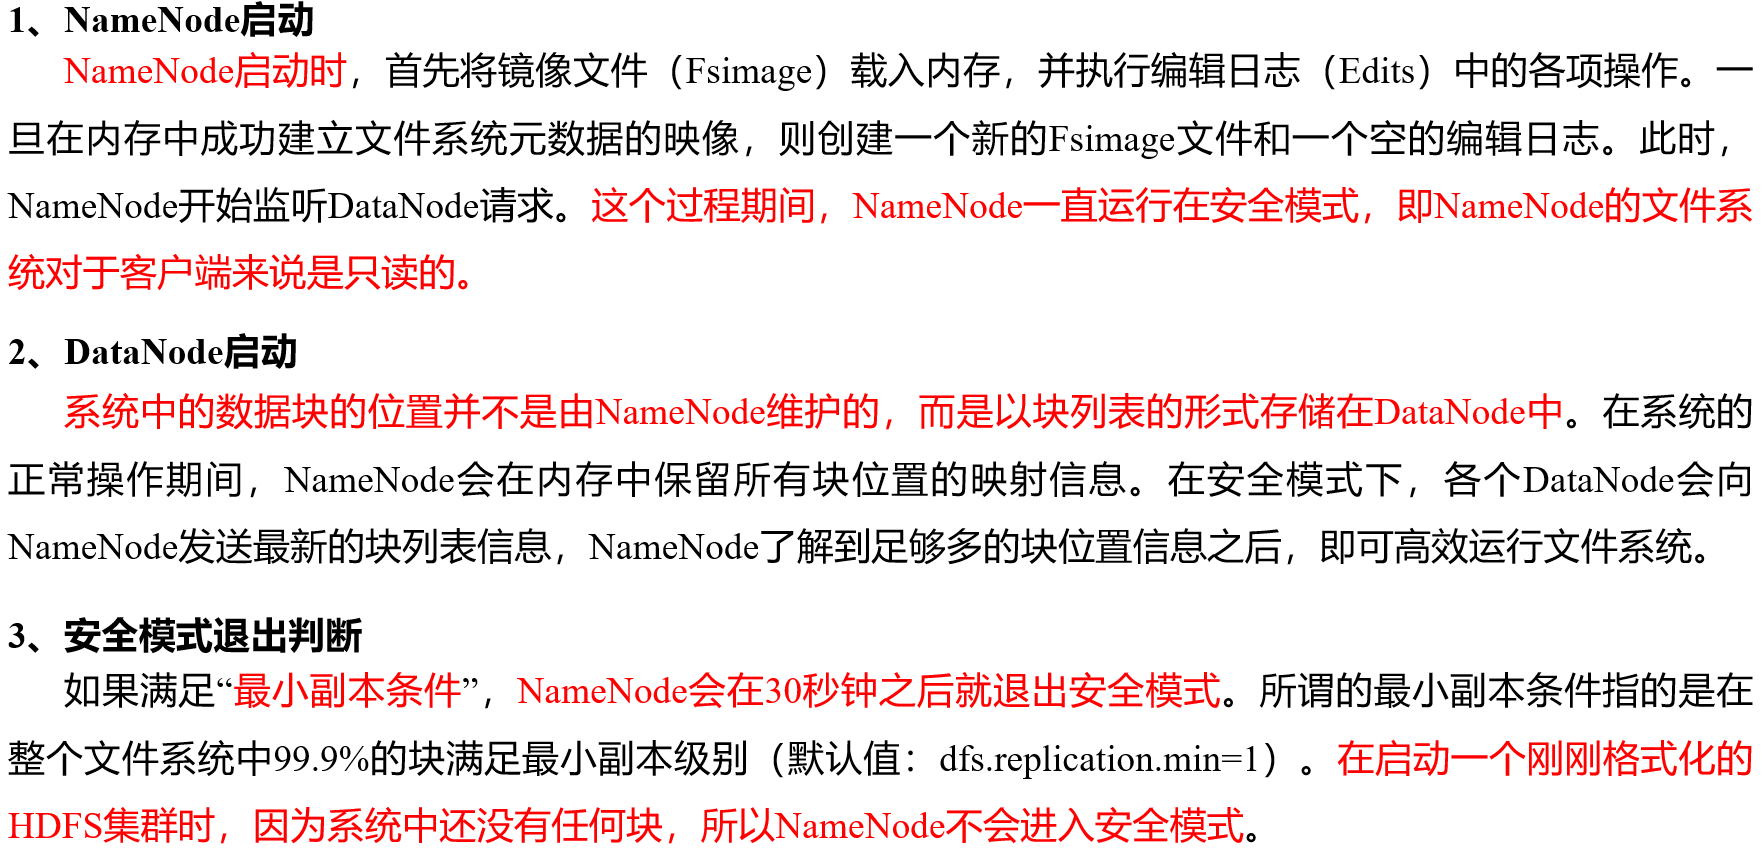 1、NameNode启动
NameNode启动时，首先将镜像文件（Fsimage）载入内存，并执行编辑日志（Edits）中的各项操作。一
旦在内存中成功建立文件系统元数据的映像，则创建一个新的Fsimage文件和一个空的编辑日志。此时，
NameNode开始监听DataNode请求。这个过程期间，NameNode一直运行在安全模式，即NameNode的文件系
统对于客户端来说是只读的。
2、DataNode启动
系统中的数据块的位置并不是由NameNode维护的，而是以块列表的形式存储在DataNode中。在系统的
正常操作期间，NameNode会在内存中保留所有块位置的映射信息。在安全模式下，各个DataNode会向
NameNode发送最新的块列表信息，NameNode了解到足够多的块位置信息之后，即可高效运行文件系统。
3、安全模式退出判断
如果满足“最小副本条件”，NameNode会在30秒钟之后就退出安全模式。所谓的最小副本条件指的是在
整个文件系统中99.9%的块满足最小副本级别（默认值：dfs.replication.min=1）。在启动一个刚刚格式化的
HDFS集群时，因为系统中还没有任何块，所以NameNode不会进入安全模式。